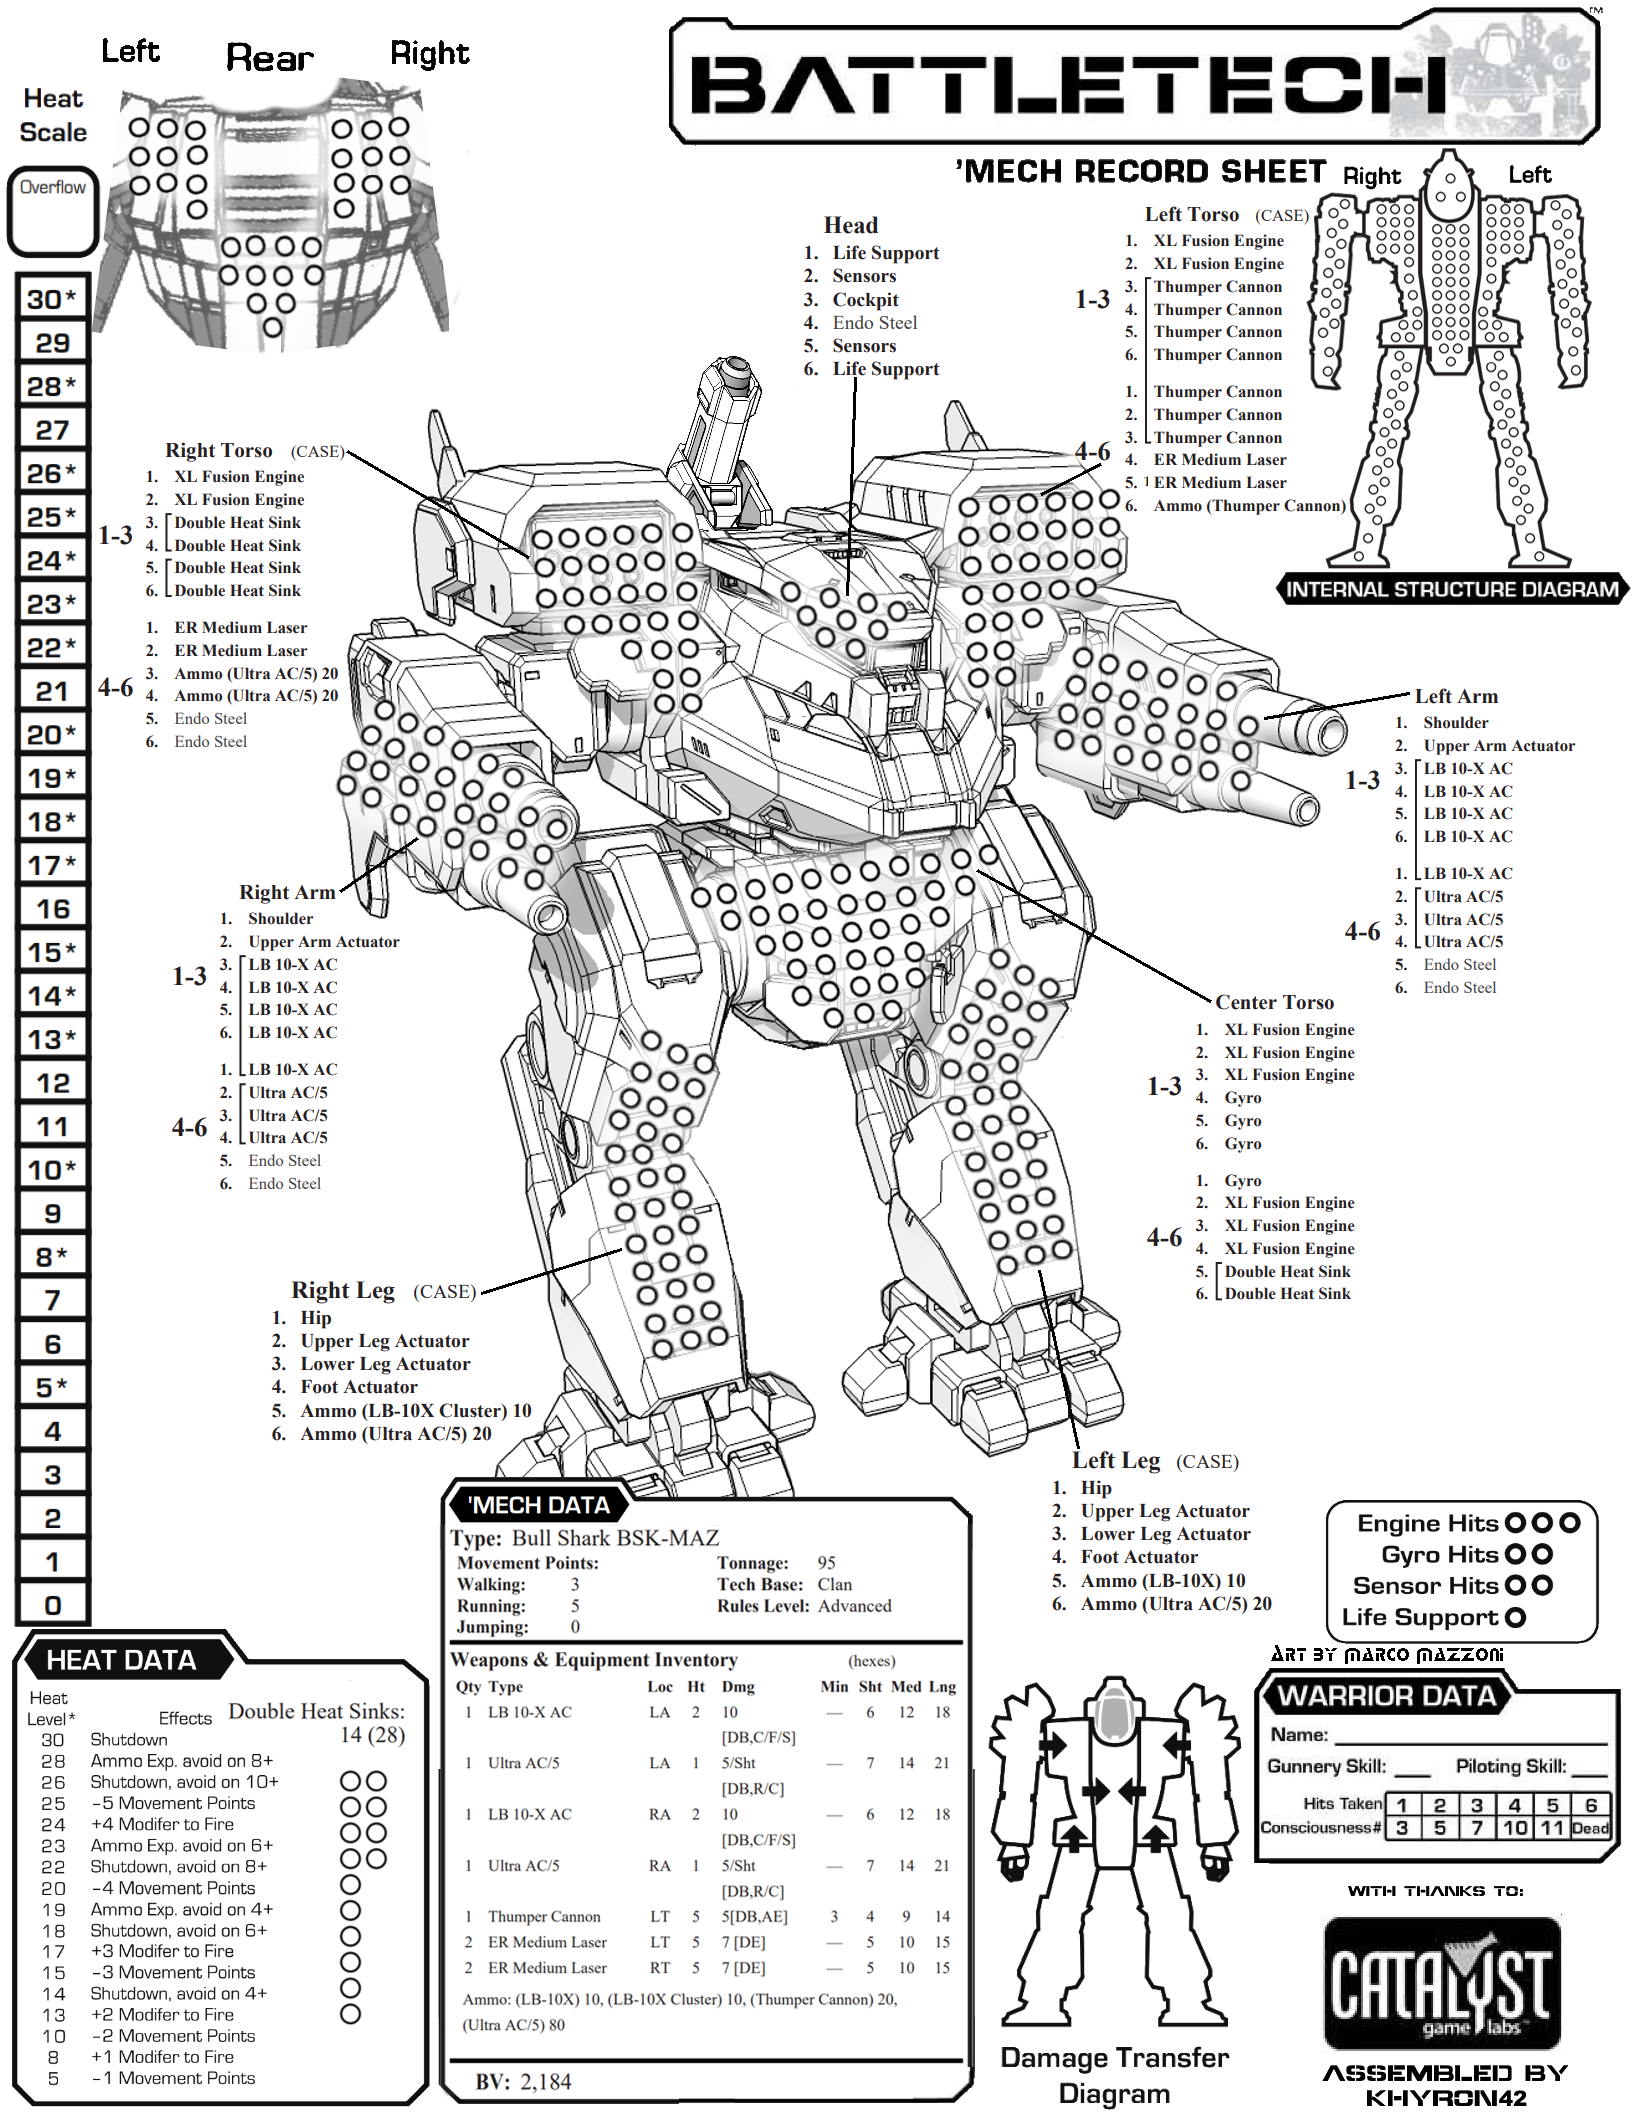 BATTLETECH
TM
'MECH RECORD SHEET
Left
Rear
Right
Heat
Scale
Overflow
30*
29
28*
27
26*
25*
24*
23*
22*
21
20*
19*
18*
17*
16
15*
14*
13*
12
11
10*
9
8*
7
6
5*
4
3
2
1
0
Head
1. Life Support
2. Sensors
3. Cockpit
4. Endo Steel
5. Sensors
6. Life Support
Left Torso (CASE)
1-3
1. XL Fusion Engine
2. XL Fusion Engine
3. Thumper Cannon
4. Thumper Cannon
5. Thumper Cannon
6. Thumper Cannon
4-6
1. Thumper Cannon
2. Thumper Cannon
3. Thumper Cannon
4. ER Medium Laser
5. ER Medium Laser
6. Ammo (Thumper Cannon)
Right
Left
INTERNAL STRUCTURE DIAGRAM
Right Torso (CASE)
1-3
1. XL Fusion Engine
2. XL Fusion Engine
3. Double Heat Sink
4. Double Heat Sink
5. Double Heat Sink
6. Double Heat Sink
4-6
1. ER Medium Laser
2. ER Medium Laser
3. Ammo (Ultra AC/5) 20
4. Ammo (Ultra AC/5) 20
5. Endo Steel
6. Endo Steel
Left Arm
1-3
1. Shoulder
2. Upper Arm Actuator
3. LB 10-X AC
4. LB 10-X AC
5. LB 10-X AC
6. LB 10-X AC
4-6
1. LB 10-X AC
2. Ultra AC/5
3. Ultra AC/5
4. Ultra AC/5
5. Endo Steel
6. Endo Steel
Right Arm
1-3
1. Shoulder
2. Upper Arm Actuator
3. LB 10-X AC
4. LB 10-X AC
5. LB 10-X AC
6. LB 10-X AC
4-6
1. LB 10-X AC
2. Ultra AC/5
3. Ultra AC/5
4. Ultra AC/5
5. Endo Steel
6. Endo Steel
Center Torso
1-3
1. XL Fusion Engine
2. XL Fusion Engine
3. XL Fusion Engine
4. Gyro
5. Gyro
6. Gyro
4-6
1. Gyro
2. XL Fusion Engine
3. XL Fusion Engine
4. XL Fusion Engine
5. Double Heat Sink
6. Double Heat Sink
Right Leg (CASE)
1. Hip
2. Upper Leg Actuator
3. Lower Leg Actuator
4. Foot Actuator
5. Ammo (LB-10X Cluster) 10
6. Ammo (Ultra AC/5) 20
Left Leg (CASE)
1. Hip
2. Upper Leg Actuator
3. Lower Leg Actuator
4. Foot Actuator
5. Ammo (LB-10X) 10
6. Ammo (Ultra AC/5) 20
Engine Hits
Gyro Hits
Sensor Hits
Life Support
'MECH DATA
Type: Bull Shark BSK-MAZ
Movement Points: Tonnage: 95
Walking: 3 Tech Base: Clan
Running: 5 Rules Level: Advanced
Jumping: 0
Weapons & Equipment Inventory (hexes)
Qty Type Loc Ht Dmg Min Sht Med Lng
1 LB 10-X AC LA 2 10 — 6 12 18
[DB,C/F/S]
1 Ultra AC/5 LA 1 5/Sht — 7 14 21
[DB,R/C]
1 LB 10-X AC RA 2 10 — 6 12 18
[DB,C/F/S]
1 Ultra AC/5 RA 1 5/Sht — 7 14 21
[DB,R/C]
1 Thumper Cannon LT 5 5[DB,AE] 3 4 9 14
2 ER Medium Laser LT 5 7 [DE] — 5 10 15
2 ER Medium Laser RT 5 7 [DE] — 5 10 15
Ammo: (LB-10X) 10, (LB-10X Cluster) 10, (Thumper Cannon) 20,
(Ultra AC/5) 80
BV: 2,184
HEAT DATA
Heat
Level* Effects
Double Heat Sinks:
14 (28)
30 Shutdown
28 Ammo Exp. avoid on 8+
26 Shutdown, avoid on 10+
25 -5 Movement Points
24 +4 Modifer to Fire
23 Ammo Exp. avoid on 6+
22 Shutdown, avoid on 8+
20 -4 Movement Points
19 Ammo Exp. avoid on 4+
18 Shutdown, avoid on 6+
17 +3 Modifer to Fire
15 -3 Movement Points
14 Shutdown, avoid on 4+
13 +2 Modifer to Fire
10 -2 Movement Points
8 +1 Modifer to Fire
5 -1 Movement Points
Damage Transfer
Diagram
ART BY MARCO MAZZONI
WARRIOR DATA
Name:
Gunnery Skill: Piloting Skill:
Hits Taken 1 2 3 4 5 6
Consciousness# 3 5 7 10 11 Dead
WITH THANKS TO:
CATALYST
game labs
ASSEMBLED BY
KHYRON42